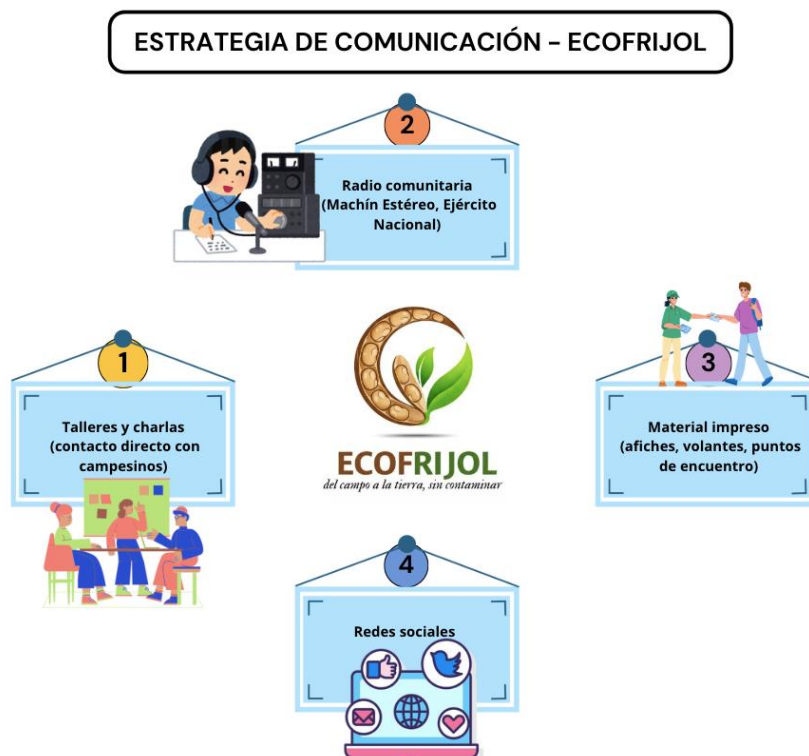 ESTRATEGIA DE COMUNICACIÓN - ECOFRIJOL
2
Radio comunitaria
(Machín Estéreo, Ejército
Nacional)
1
Talleres y charlas
(contacto directo con
campesinos)
3
Material impreso
(afiches, volantes, puntos
de encuentro)
ECOFRIJOL
del campo a la tierra, sin contaminar
4
Redes sociales